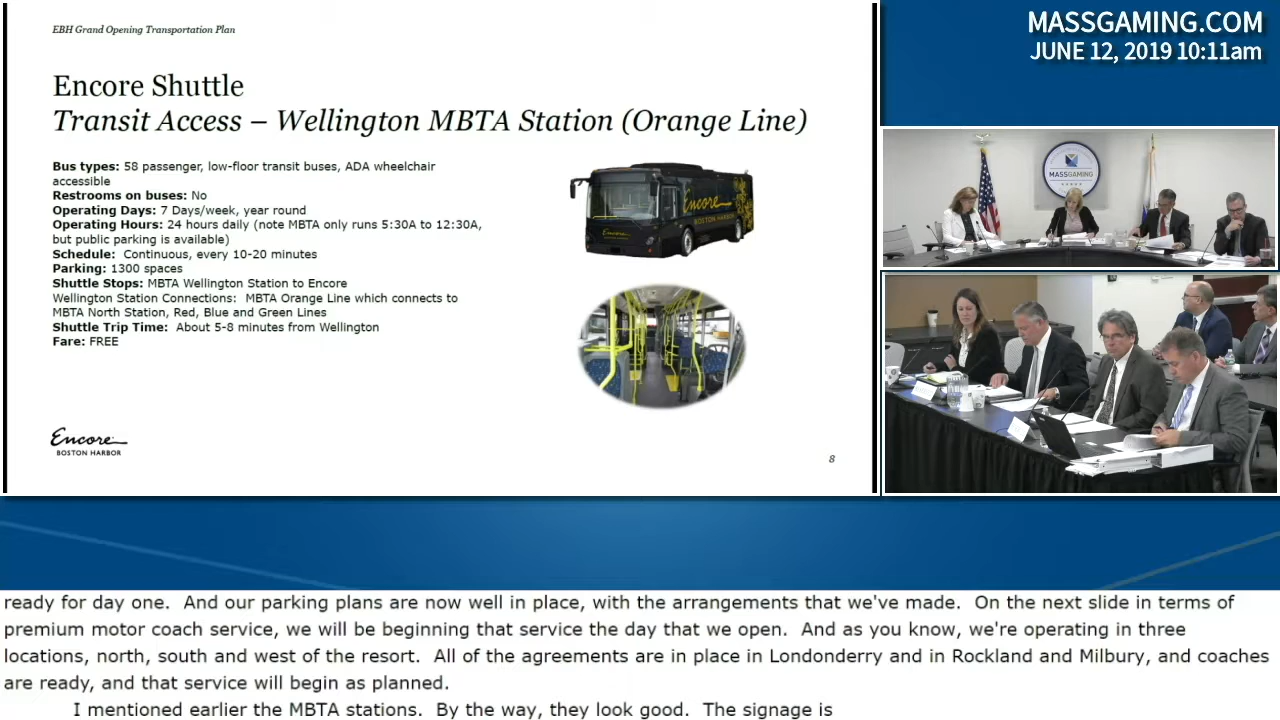 MASSGAMING.COM
JUNE 12, 2019 10:11am
EBH Grand Opening Transportation Plan
Encore Shuttle
Transit Access – Wellington MBTA Station (Orange Line)
Bus types: 58 passenger, low-floor transit buses, ADA wheelchair
accessible
Restrooms on buses: No
Operating Days: 7 Days/week, year round
Operating Hours: 24 hours daily (note MBTA only runs 5:30A to 12:30A,
but public parking is available)
Schedule:  Continuous, every 10-20 minutes
Parking: 1300 spaces
Shuttle Stops: MBTA Wellington Station to Encore
Wellington Station Connections:  MBTA Orange Line which connects to
MBTA North Station, Red, Blue and Green Lines
Shuttle Trip Time:  About 5-8 minutes from Wellington
Fare: FREE
Encore
BOSTON HARBOR
Encore
BOSTON HARBOR
8
MASSGAMING
ready for day one.  And our parking plans are now well in place, with the arrangements that we've made.  On the next slide in terms of
premium motor coach service, we will be beginning that service the day that we open.  And as you know, we're operating in three
locations, north, south and west of the resort.  All of the agreements are in place in Londonderry and in Rockland and Milbury, and coaches
are ready, and that service will begin as planned.
I mentioned earlier the MBTA stations.  By the way, they look good.  The signage is